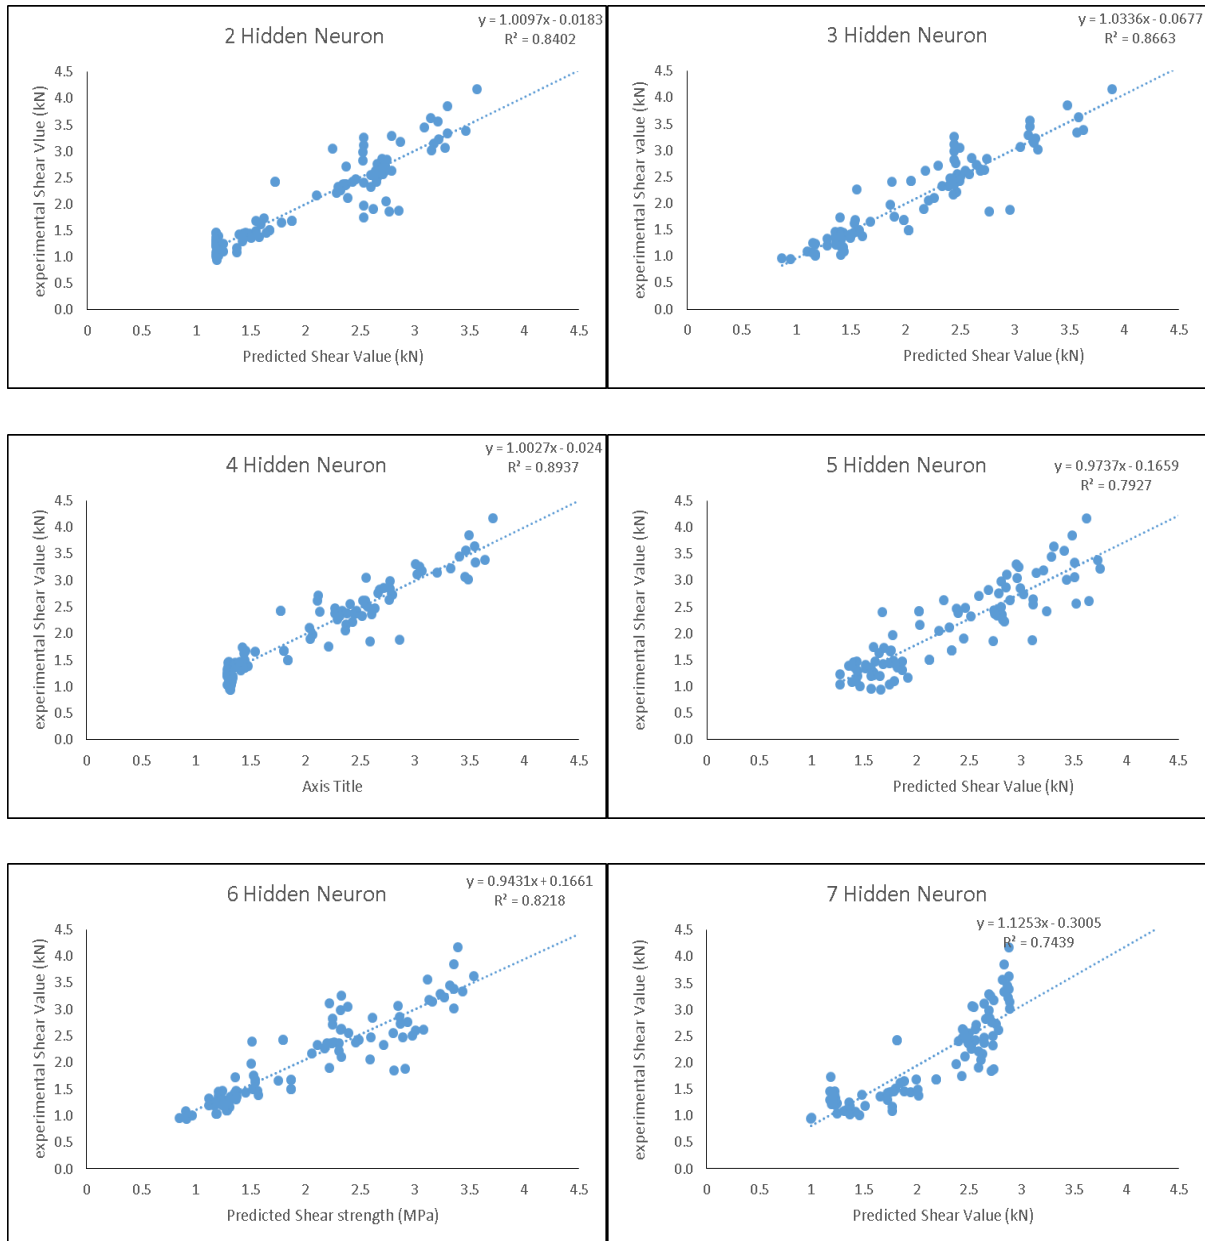 2 Hidden Neuron
y = 1.0097x - 0.0183
R² = 0.8402
experimental Shear Vlue (kN)
4.5
4.0
3.5
3.0
2.5
2.0
1.5
1.0
0.5
0.0
0 1 1.5 2 2.5 3 3.5 4 4.5
Predicted Shear Value (kN)
3 Hidden Neuron
y = 1.0336x - 0.0677
R² = 0.8663
experimental Shear value (kN)
4.5
4.0
3.5
3.0
2.5
2.0
1.5
1.0
0.5
0.0
0 1 1.5 2 2.5 3 3.5 4 4.5
Predicted Shear Value (kN)
4 Hidden Neuron
y = 1.0027x - 0.024
R² = 0.8937
experimental Shear Value (kN)
4.5
4.0
3.5
3.0
2.5
2.0
1.5
1.0
0.5
0.0
0 1 1.5 2 2.5 3 3.5 4 4.5
Axis Title
5 Hidden Neuron
y = 0.9737x - 0.1659
R² = 0.7927
experimental Shear Value (kN)
4.5
4.0
3.5
3.0
2.5
2.0
1.5
1.0
0.5
0.0
0 1 1.5 2 2.5 3 3.5 4 4.5
Predicted Shear Value (kN)
6 Hidden Neuron
y = 0.9431x + 0.1661
R² = 0.8218
experimental Shear Value (kN)
4.5
4.0
3.5
3.0
2.5
2.0
1.5
1.0
0.5
0.0
0 1 1.5 2 2.5 3 3.5 4 4.5
Predicted Shear strength (MPa)
7 Hidden Neuron
y = 1.1253x - 0.3005
R² = 0.7439
experimental Shear Value (kN)
4.5
4.0
3.5
3.0
2.5
2.0
1.5
1.0
0.5
0.0
0 1 1.5 2 2.5 3 3.5 4 4.5
Predicted Shear Value (kN)